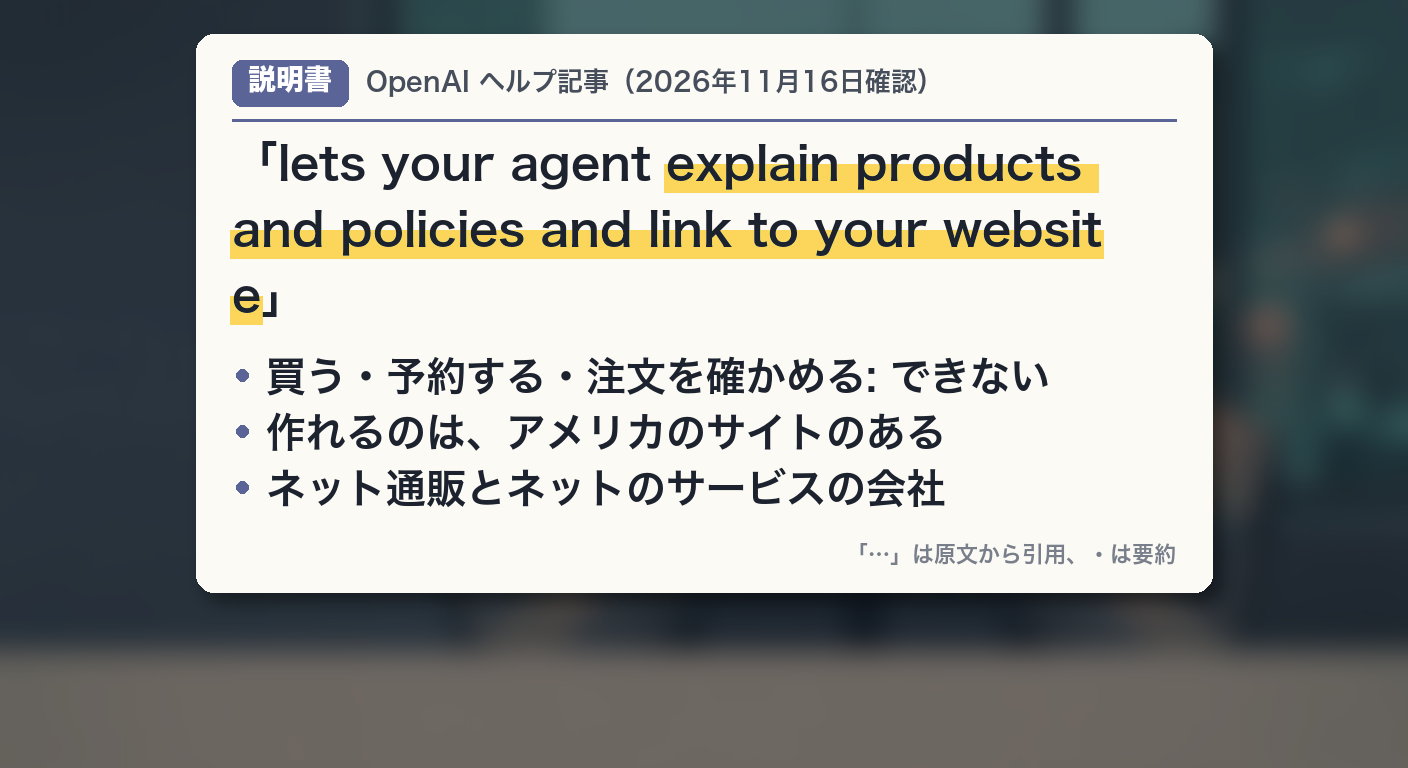 説明書 OpenAI ヘルプ記事（2026年11月16日確認）
「lets your agent explain products
and policies and link to your websit
e」
• 買う・予約する・注文を確かめる: できない
• 作れるのは、アメリカのサイトのある
• ネット通販とネットのサービスの会社
「…」は原文から引用、・は要約